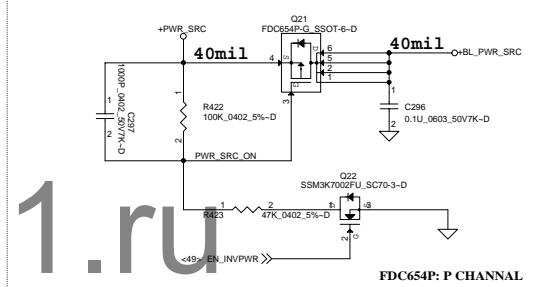 Q21
FDC654P-G_SSOT-6~D
+PWR_SRC
40mil
4
S
D
G
6
5
2
1
3
40mil
+BL_PWR_SRC
1
2
C297
1000P_0402_50V7K~D
1
2
R422
100K_0402_5%~D
1
2
C296
0.1U_0603_50V7K~D
PWR_SRC_ON
Q22
SSM3K7002FU_SC70-3~D
1
2
R423
47K_0402_5%~D
3
2
G
<49> EN_INVPWR
1.ru
FDC654P: P CHANNAL